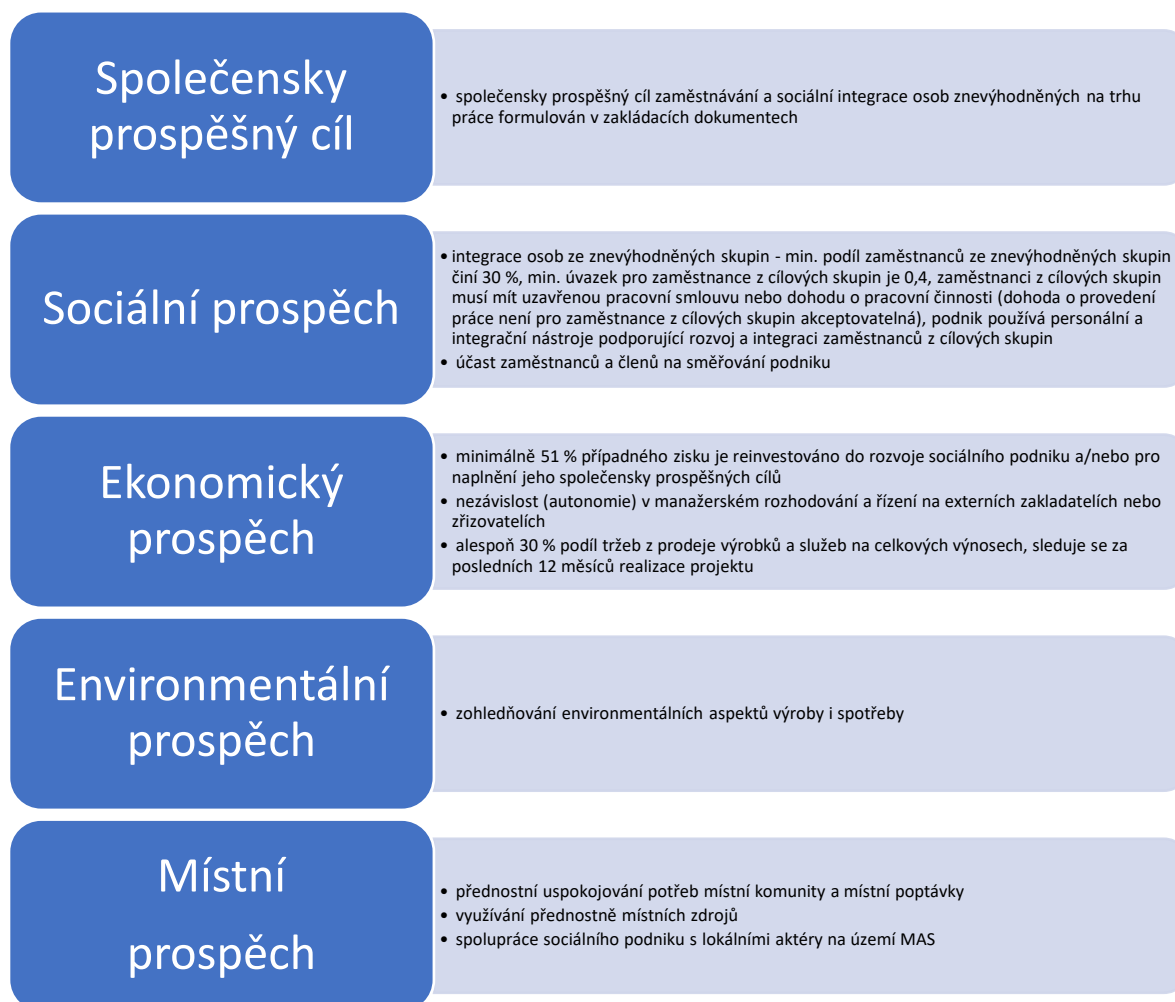 Společensky
prospěšný cíl
• společensky prospěšný cíl zaměstnávání a sociální integrace osob znevýhodněných na trhu
práce formulován v zakládacích dokumentech
Sociální prospěch
• integrace osob ze znevýhodněných skupin - min. podíl zaměstnanců ze znevýhodněných skupin
činí 30 %, min. úvazek pro zaměstnance z cílových skupin je 0,4, zaměstnanci z cílových skupin
musí mít uzavřenou pracovní smlouvu nebo dohodu o pracovní činnosti (dohoda o provedení
práce není pro zaměstnance z cílových skupin akceptovatelná), podnik používá personální a
integrační nástroje podporující rozvoj a integraci zaměstnanců z cílových skupin
• účast zaměstnanců a členů na směřování podniku
Ekonomický
prospěch
• minimálně 51 % případného zisku je reinvestováno do rozvoje sociálního podniku a/nebo pro
naplnění jeho společensky prospěšných cílů
• nezávislost (autonomie) v manažerském rozhodování a řízení na externích zakladatelích nebo
zřizovatelích
• alespoň 30 % podíl tržeb z prodeje výrobků a služeb na celkových výnosech, sleduje se za
posledních 12 měsíců realizace projektu
Environmentální
prospěch
• zohledňování environmentálních aspektů výroby i spotřeby
Místní
prospěch
• přednostní uspokojování potřeb místní komunity a místní poptávky
• využívání přednostně místních zdrojů
• spolupráce sociálního podniku s lokálními aktéry na území MAS